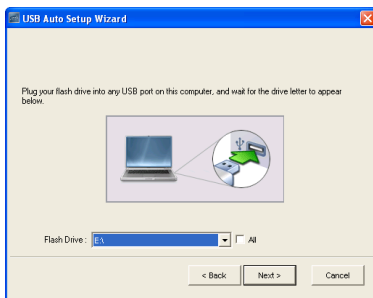 USB Auto Setup Wizard
Plug your flash drive into any USB port on this computer, and wait for the drive letter to appear
below.
Flash Drive : E:\ All
< Back Next > Cancel